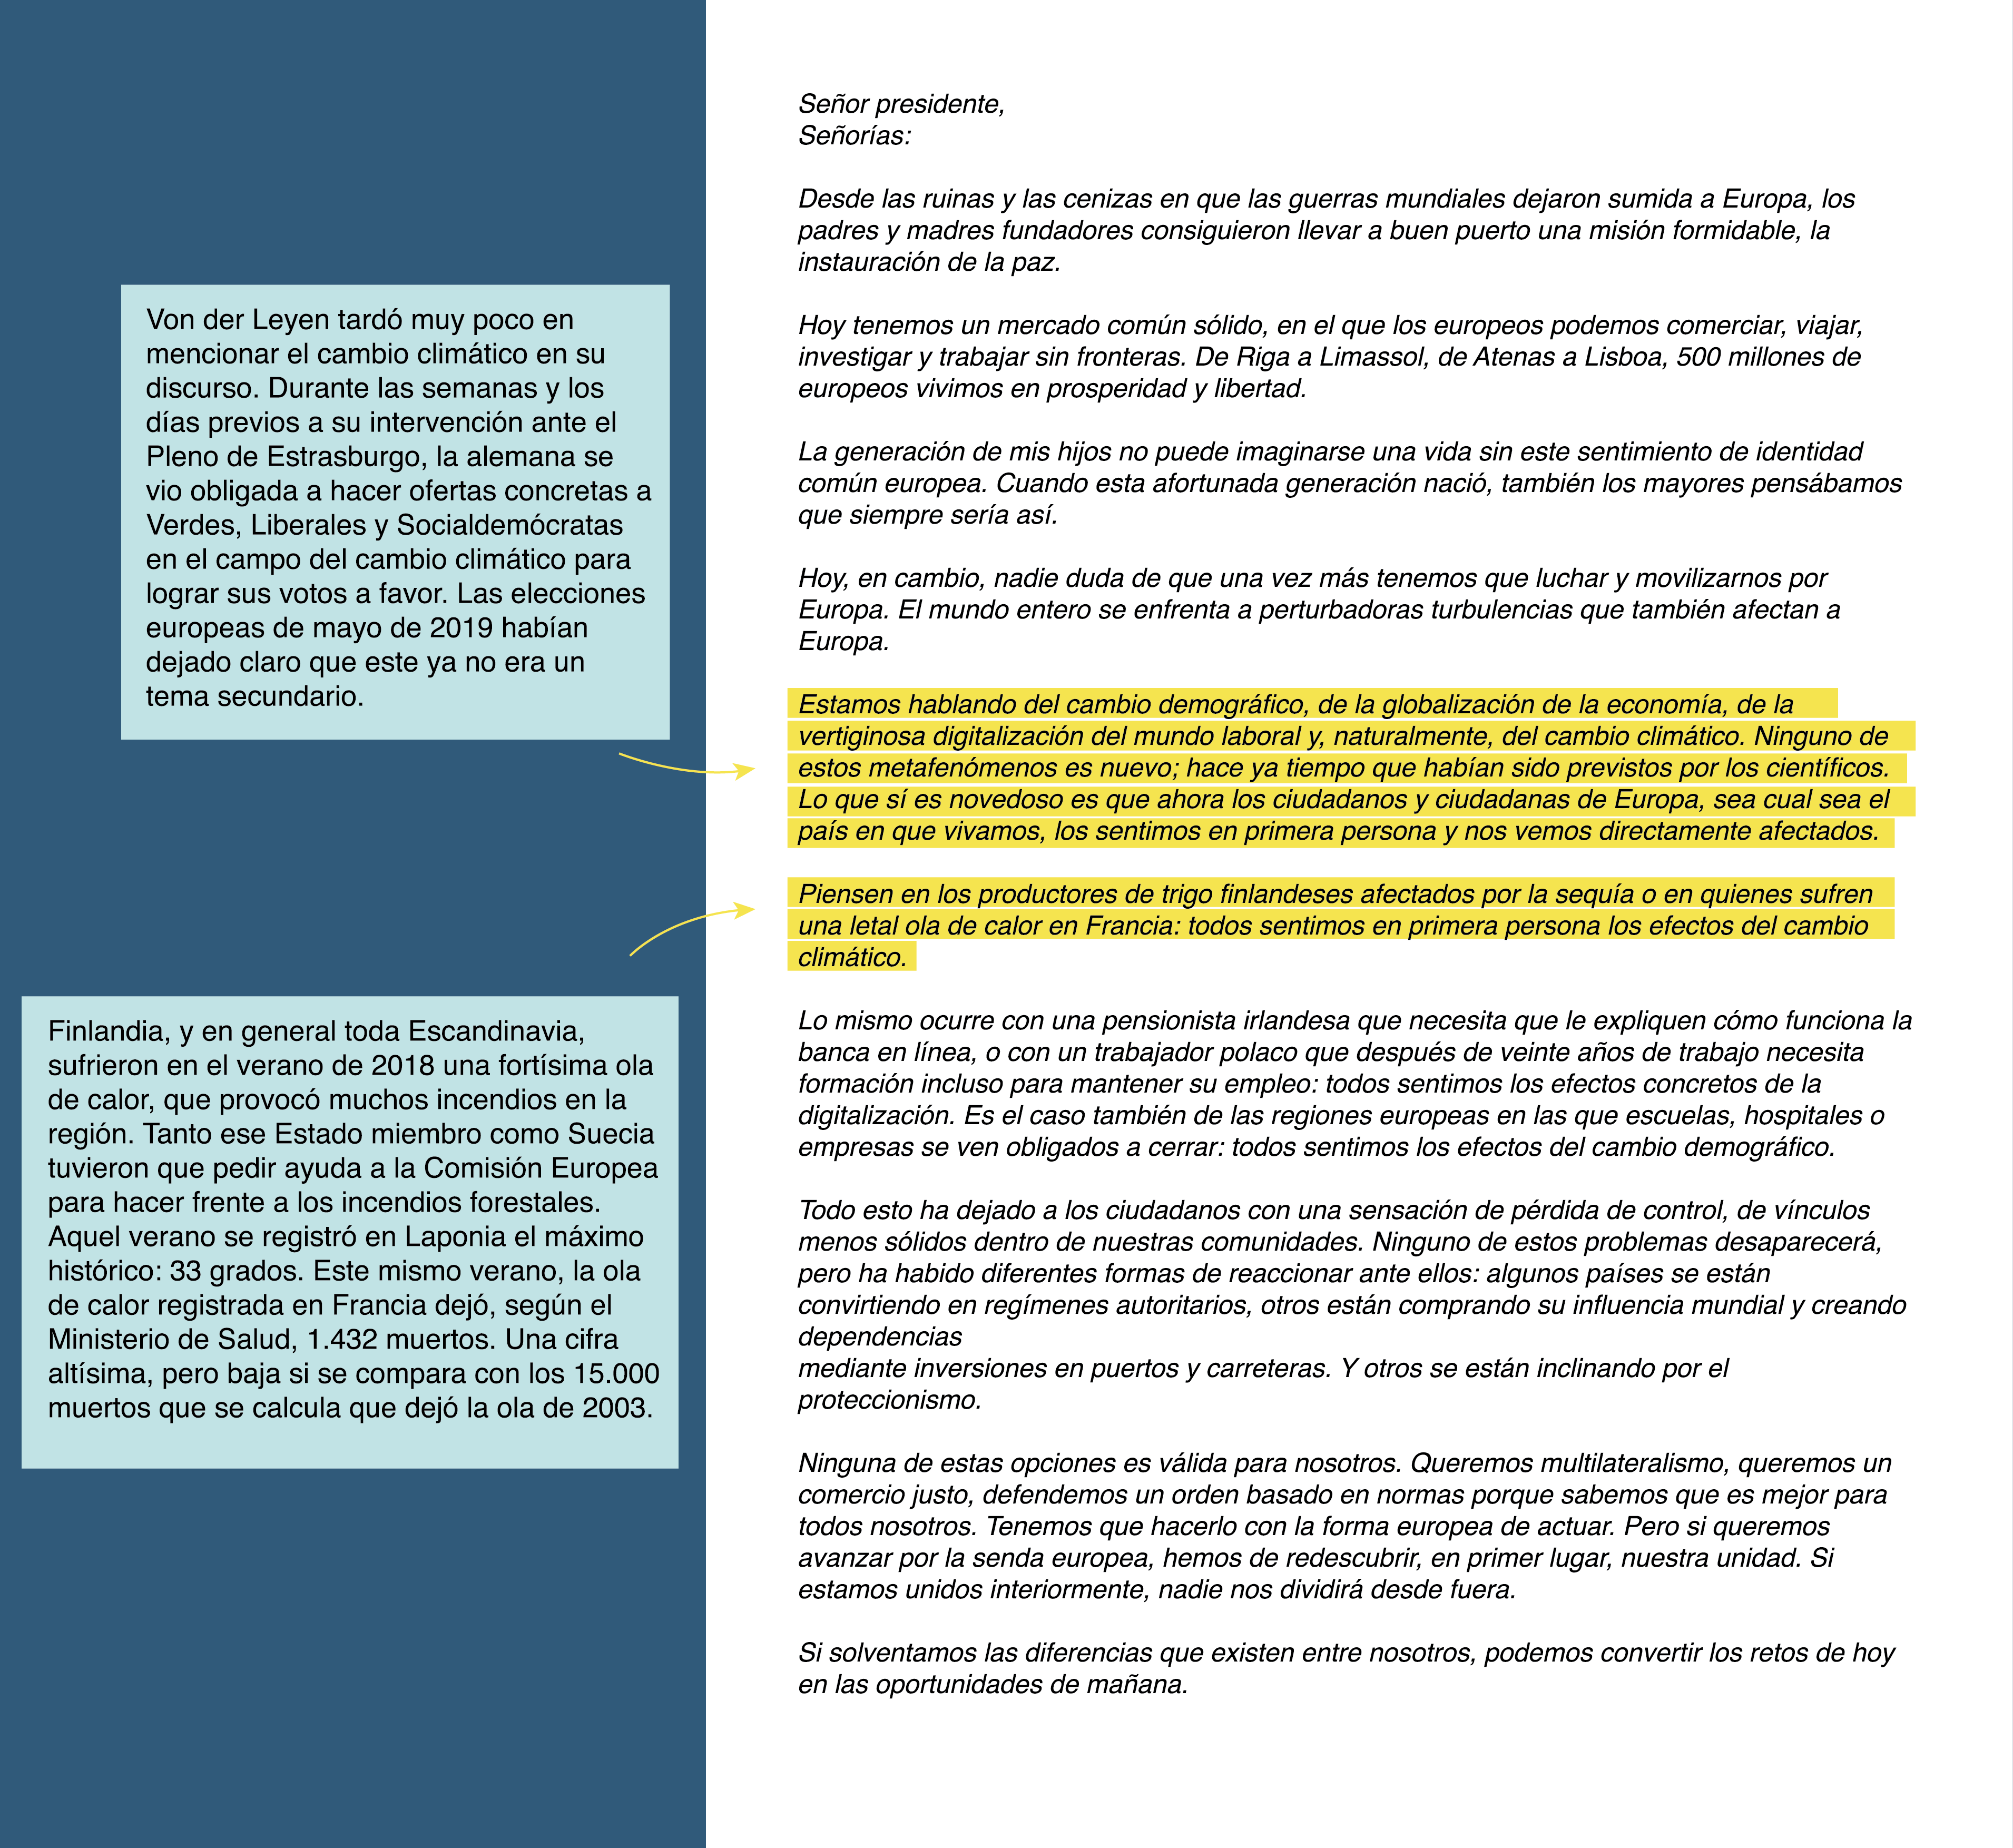 Señor presidente,
Señorías:
Desde las ruinas y las cenizas en que las guerras mundiales dejaron sumida a Europa, los
padres y madres fundadores consiguieron llevar a buen puerto una misión formidable, la
instauración de la paz.
Hoy tenemos un mercado común sólido, en el que los europeos podemos comerciar, viajar,
investigar y trabajar sin fronteras. De Riga a Limassol, de Atenas a Lisboa, 500 millones de
europeos vivimos en prosperidad y libertad.
La generación de mis hijos no puede imaginarse una vida sin este sentimiento de identidad
común europea. Cuando esta afortunada generación nació, también los mayores pensábamos
que siempre sería así.
Hoy, en cambio, nadie duda de que una vez más tenemos que luchar y movilizarnos por
Europa. El mundo entero se enfrenta a perturbadoras turbulencias que también afectan a
Europa.
Von der Leyen tardó muy poco en
mencionar el cambio climático en su
discurso. Durante las semanas y los
días previos a su intervención ante el
Pleno de Estrasburgo, la alemana se
vio obligada a hacer ofertas concretas a
Verdes, Liberales y Socialdemócratas
en el campo del cambio climático para
lograr sus votos a favor. Las elecciones
europeas de mayo de 2019 habían
dejado claro que este ya no era un
tema secundario.
Estamos hablando del cambio demográfico, de la globalización de la economía, de la
vertiginosa digitalización del mundo laboral y, naturalmente, del cambio climático. Ninguno de
estos metafenómenos es nuevo; hace ya tiempo que habían sido previstos por los científicos.
Lo que sí es novedoso es que ahora los ciudadanos y ciudadanas de Europa, sea cual sea el
país en que vivamos, los sentimos en primera persona y nos vemos directamente afectados.
Piensen en los productores de trigo finlandeses afectados por la sequía o en quienes sufren
una letal ola de calor en Francia: todos sentimos en primera persona los efectos del cambio
climático.
Finlandia, y en general toda Escandinavia,
sufrieron en el verano de 2018 una fortísima ola
de calor, que provocó muchos incendios en la
región. Tanto ese Estado miembro como Suecia
tuvieron que pedir ayuda a la Comisión Europea
para hacer frente a los incendios forestales.
Aquel verano se registró en Laponia el máximo
histórico: 33 grados. Este mismo verano, la ola
de calor registrada en Francia dejó, según el
Ministerio de Salud, 1.432 muertos. Una cifra
altísima, pero baja si se compara con los 15.000
muertos que se calcula que dejó la ola de 2003.
Lo mismo ocurre con una pensionista irlandesa que necesita que le expliquen cómo funciona la
banca en línea, o con un trabajador polaco que después de veinte años de trabajo necesita
formación incluso para mantener su empleo: todos sentimos los efectos concretos de la
digitalización. Es el caso también de las regiones europeas en las que escuelas, hospitales o
empresas se ven obligados a cerrar: todos sentimos los efectos del cambio demográfico.
Todo esto ha dejado a los ciudadanos con una sensación de pérdida de control, de vínculos
menos sólidos dentro de nuestras comunidades. Ninguno de estos problemas desaparecerá,
pero ha habido diferentes formas de reaccionar ante ellos: algunos países se están
convirtiendo en regímenes autoritarios, otros están comprando su influencia mundial y creando
dependencias
mediante inversiones en puertos y carreteras. Y otros se están inclinando por el
proteccionismo.
Ninguna de estas opciones es válida para nosotros. Queremos multilateralismo, queremos un
comercio justo, defendemos un orden basado en normas porque sabemos que es mejor para
todos nosotros. Tenemos que hacerlo con la forma europea de actuar. Pero si queremos
avanzar por la senda europea, hemos de redescubrir, en primer lugar, nuestra unidad. Si
estamos unidos interiormente, nadie nos dividirá desde fuera.
Si solventamos las diferencias que existen entre nosotros, podemos convertir los retos de hoy
en las oportunidades de mañana.